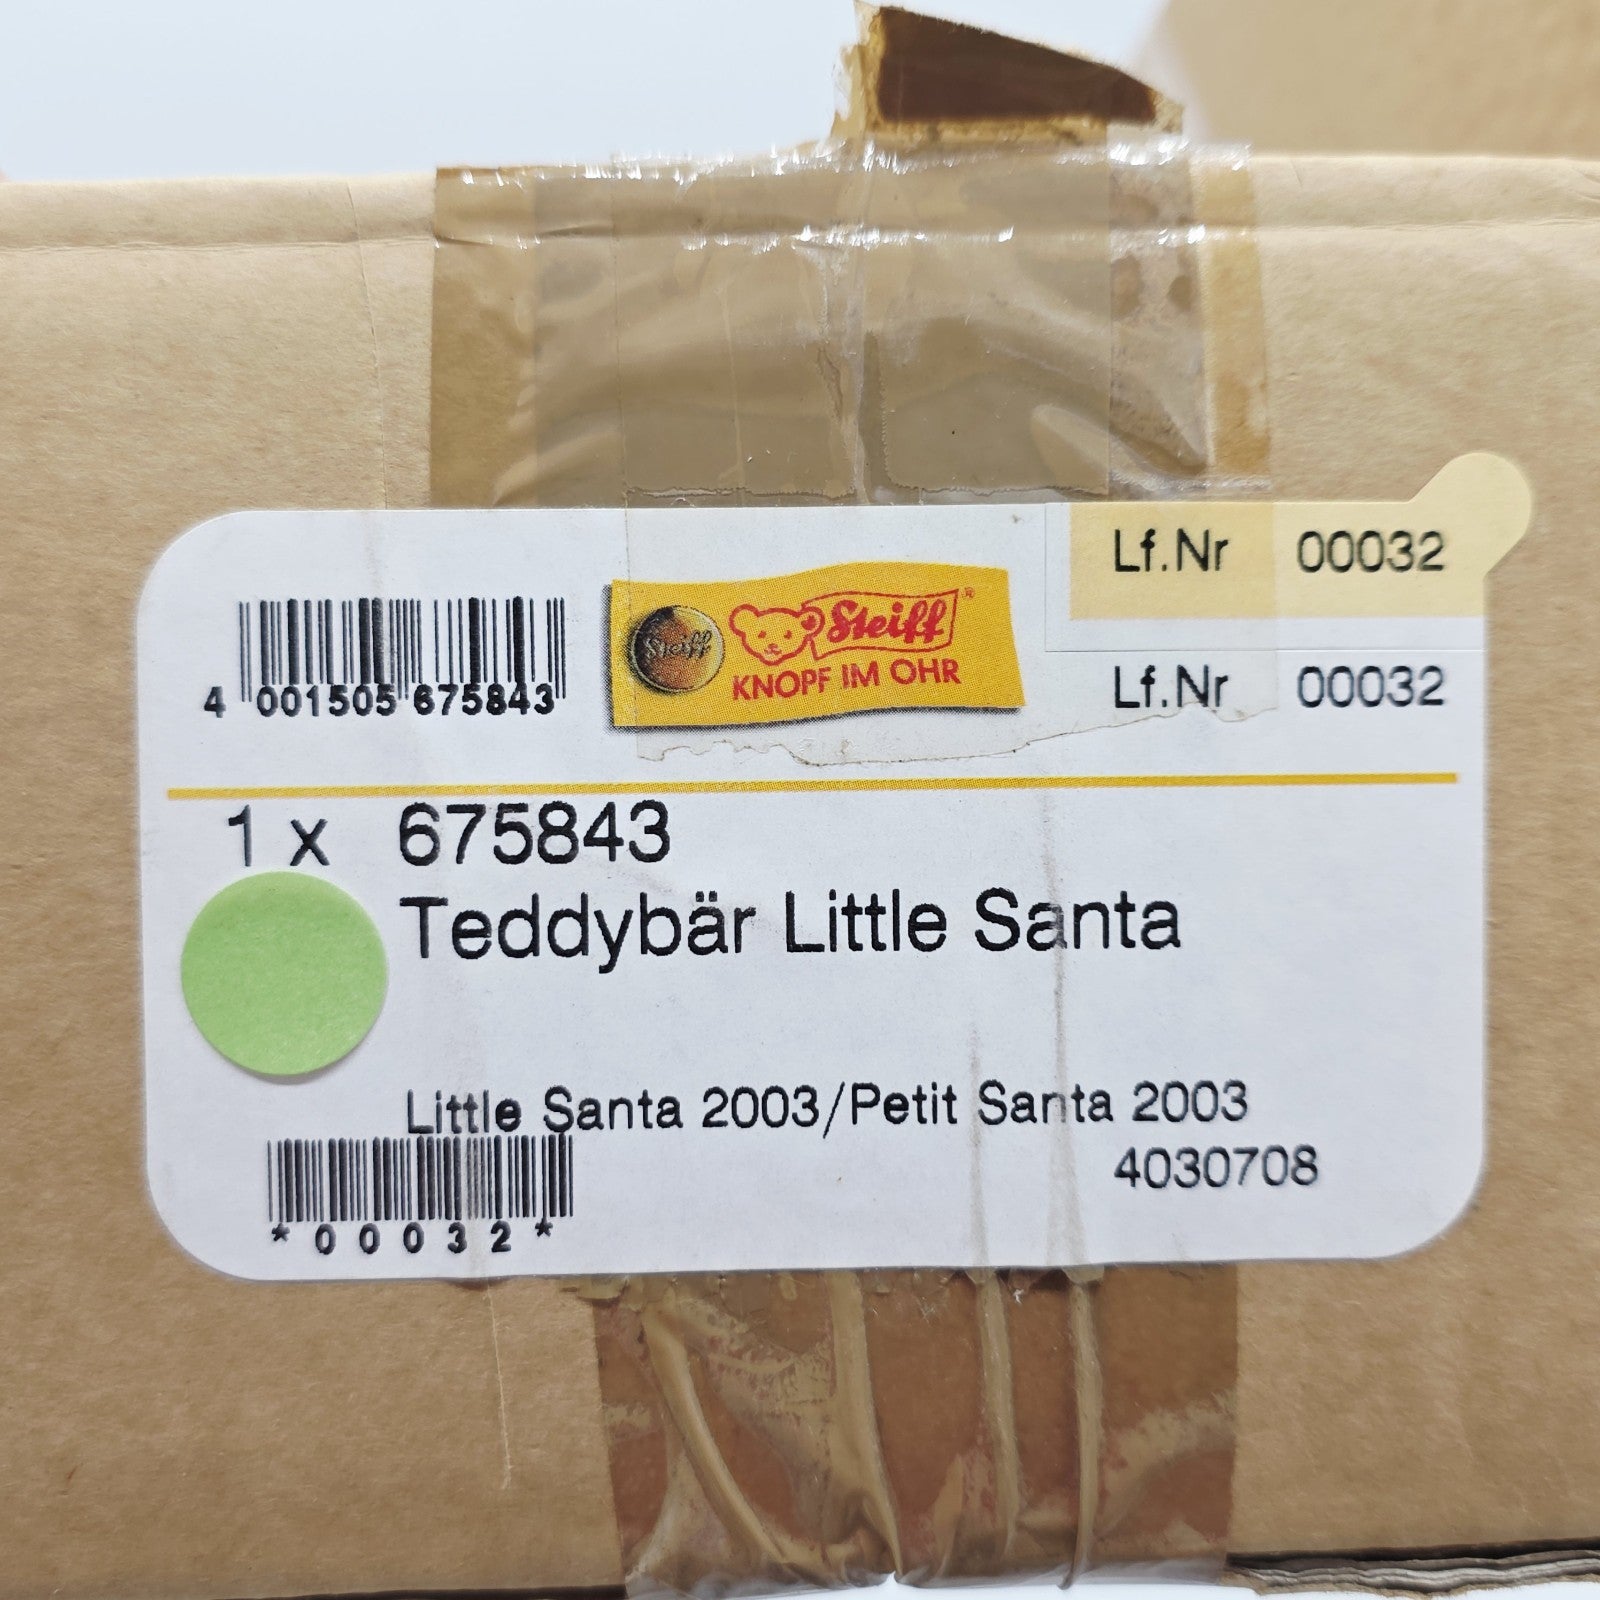 Lf.Nr 00032
4 001505 675843
Steiff
Steiff®
KNOPF IM OHR
Lf.Nr 00032
1 x 675843
Teddybär Little Santa
Little Santa 2003/Petit Santa 2003
4030708
*00032*